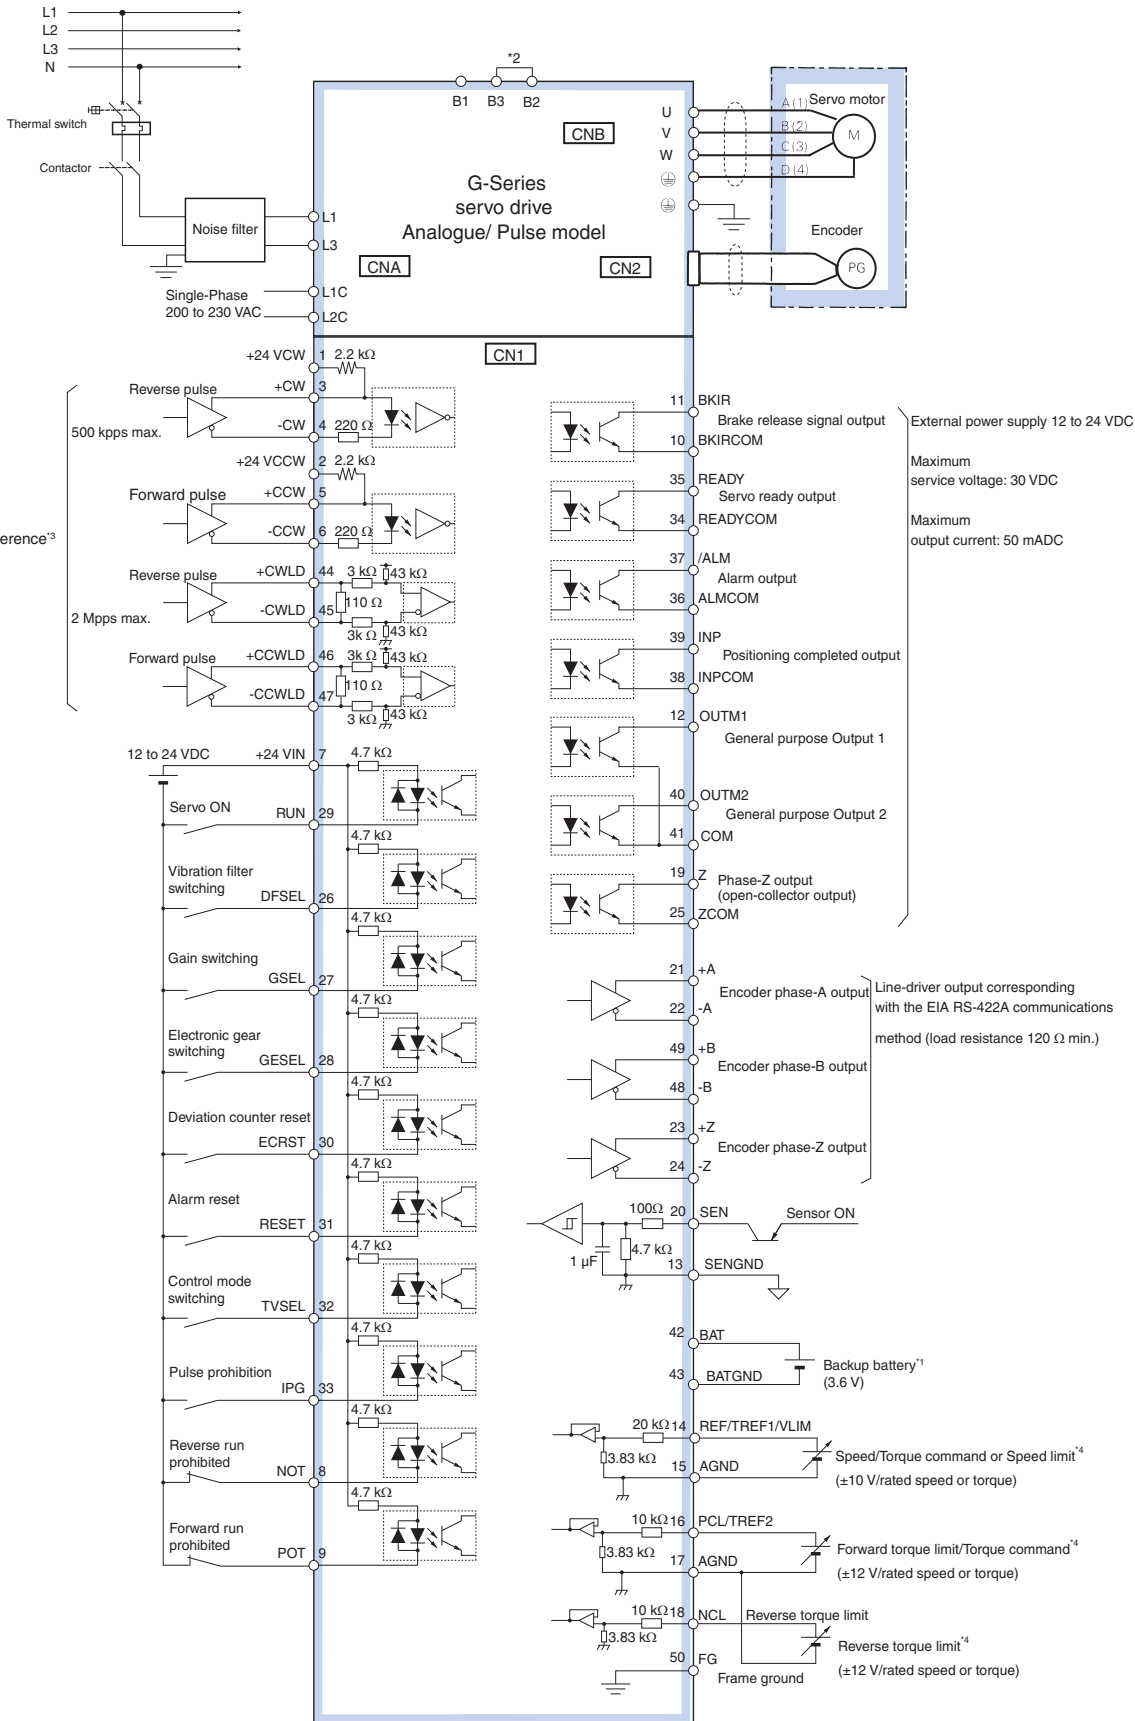 L1
L2
L3
N
Thermal switch
Contactor
Noise filter
L1
L3
Single-Phase
200 to 230 VAC
L1C
L2C
*2
B1 B3 B2
CNB
G-Series
servo drive
Analogue/ Pulse model
CNA
CN2
U
V
W
A (1)
B (2)
C (3)
D (4)
Servo motor
M
Encoder
PG
CN1
+24 VCW 1 2.2 kΩ
Reverse pulse
+CW 3
500 kpps max.
-CW 4 220 Ω
+24 VCCW 2 2.2 kΩ
Forward pulse
+CCW 5
-CCW 6 220 Ω
erence*3
Reverse pulse
+CWLD 44 3 kΩ 43 kΩ
110 Ω
2 Mpps max.
-CWLD 45
3k Ω 43 kΩ
Forward pulse
+CCWLD 46 3k Ω 43 kΩ
110 Ω
-CCWLD 47
3 kΩ 43 kΩ
12 to 24 VDC
+24 VIN 7 4.7 kΩ
Servo ON
RUN 29
4.7 kΩ
Vibration filter
switching
DFSEL 26
4.7 kΩ
Gain switching
GSEL 27
4.7 kΩ
Electronic gear
switching
GESEL 28
4.7 kΩ
Deviation counter reset
ECRST 30
4.7 kΩ
Alarm reset
RESET 31
4.7 kΩ
Control mode
switching
TVSEL 32
4.7 kΩ
Pulse prohibition
IPG 33
4.7 kΩ
Reverse run
prohibited
NOT 8
4.7 kΩ
Forward run
prohibited
POT 9
11 BKIR
Brake release signal output
10 BKIRCOM
35 READY
Servo ready output
34 READYCOM
37 /ALM
Alarm output
36 ALMCOM
39 INP
Positioning completed output
38 INPCOM
12 OUTM1
General purpose Output 1
40 OUTM2
General purpose Output 2
41 COM
19 Z
Phase-Z output
(open-collector output)
25 ZCOM
External power supply 12 to 24 VDC
Maximum
service voltage: 30 VDC
Maximum
output current: 50 mADC
21 +A
Encoder phase-A output
22 -A
49 +B
Encoder phase-B output
48 -B
23 +Z
Encoder phase-Z output
24 -Z
Line-driver output corresponding
with the EIA RS-422A communications
method (load resistance 120 Ω min.)
100Ω 20 SEN
Sensor ON
1 µF
4.7 kΩ
13 SENGND
42 BAT
Backup battery*1
(3.6 V)
43 BATGND
20 kΩ 14 REF/TREF1/VLIM
3.83 kΩ
15 AGND
Speed/Torque command or Speed limit*4
(±10 V/rated speed or torque)
10 kΩ 16 PCL/TREF2
3.83 kΩ
17 AGND
Forward torque limit/Torque command*4
(±12 V/rated speed or torque)
10 kΩ 18 NCL Reverse torque limit
3.83 kΩ
Reverse torque limit*4
(±12 V/rated speed or torque)
50 FG
Frame ground